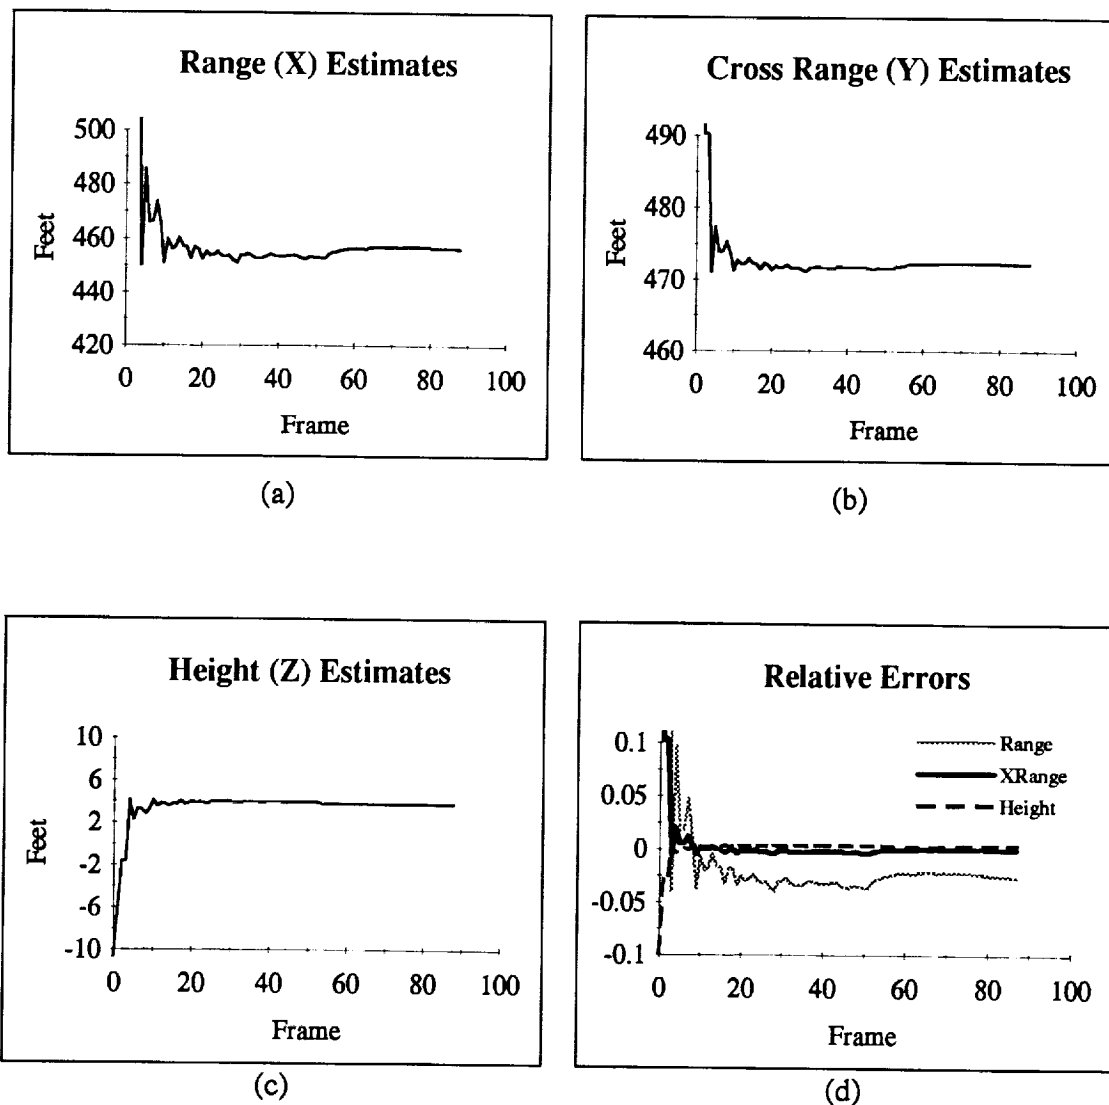 Range (X) Estimates
500
480
460
440
420
Feet
0 20 40 60 80 100
Frame
(a)
Cross Range (Y) Estimates
490
480
470
460
Feet
0 20 40 60 80 100
Frame
(b)
Height (Z) Estimates
10
6
2
-2
-6
-10
Feet
0 20 40 60 80 100
Frame
(c)
Relative Errors
0.1
0.05
0
-0.05
-0.1
Range
XRange
Height
0 20 40 60 80 100
Frame
(d)